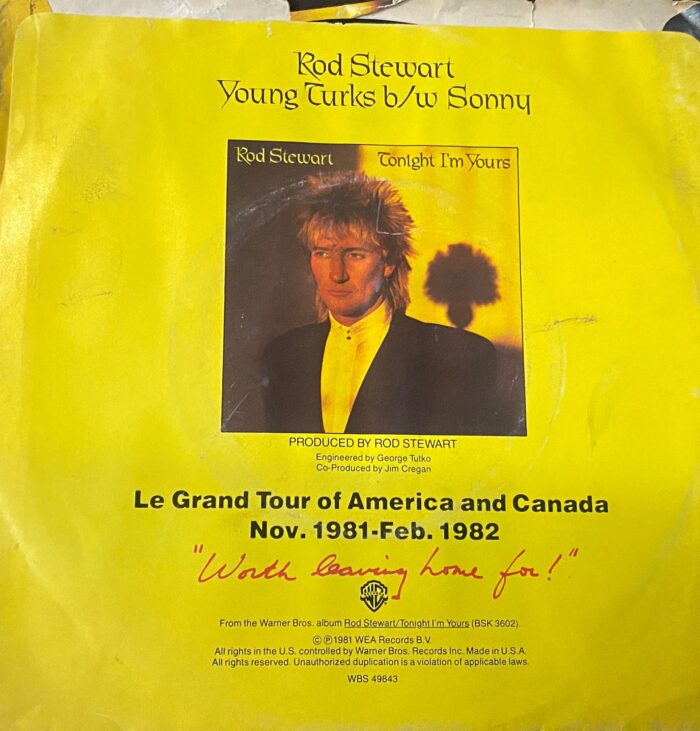 Rod Stewart
Young Turks b/w Sonny
Rod Stewart Tonight I'm Yours
PRODUCED BY ROD STEWART
Engineered by George Tutko
Co-Produced by Jim Cregan
Le Grand Tour of America and Canada
Nov. 1981-Feb. 1982
"Worth leaving home for!"
From the Warner Bros. album Rod Stewart/Tonight I'm Yours (BSK 3602).
© ℗ 1981 WEA Records B.V.
All rights in the U.S. controlled by Warner Bros. Records Inc. Made in U.S.A.
All rights reserved. Unauthorized duplication is a violation of applicable laws.
WBS 49843